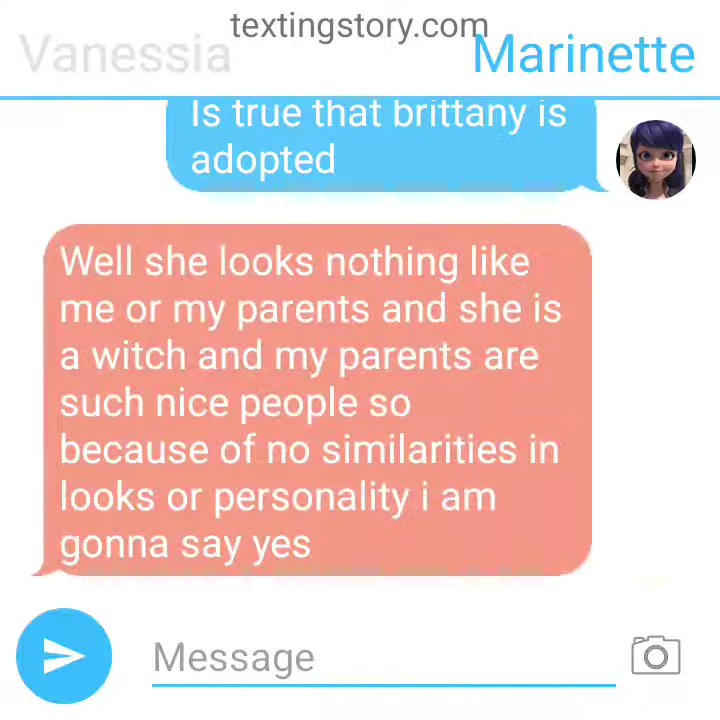 textingstory.com
Vanessia
Marinette
Is true that brittany is
adopted
Well she looks nothing like
me or my parents and she is
a witch and my parents are
such nice people so
because of no similarities in
looks or personality i am
gonna say yes
Message